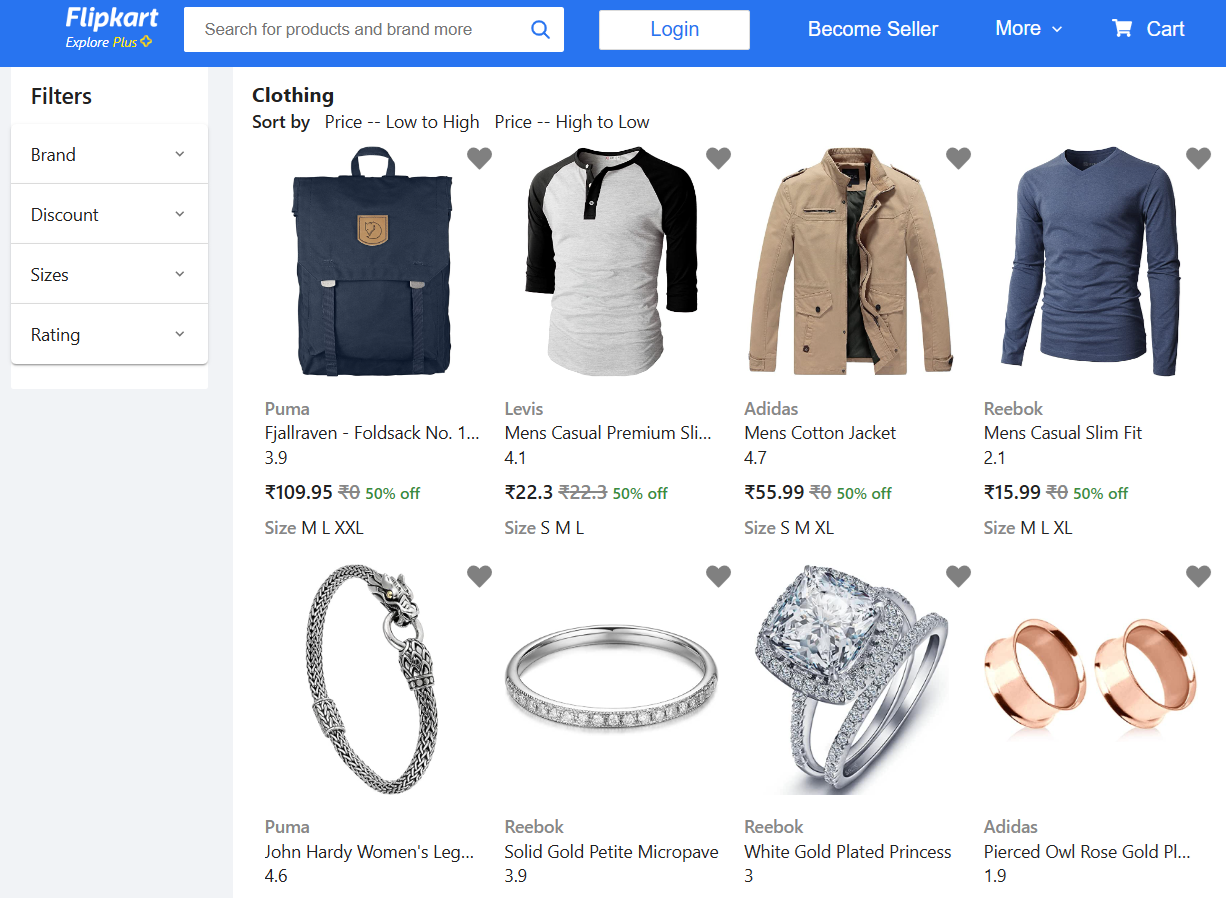 Flipkart
Explore Plus
Search for products and brand more
Login
Become Seller
More
Cart
Filters
Brand
Discount
Sizes
Rating
Clothing
Sort by Price -- Low to High Price -- High to Low
Puma
Fjallraven - Foldsack No. 1...
3.9
₹109.95 ₹0 50% off
Size M L XXL
Levis
Mens Casual Premium Sli...
4.1
₹22.3 ₹22.3 50% off
Size S M L
Adidas
Mens Cotton Jacket
4.7
₹55.99 ₹0 50% off
Size S M XL
Reebok
Mens Casual Slim Fit
2.1
₹15.99 ₹0 50% off
Size M L XL
Puma
John Hardy Women's Leg...
4.6
Reebok
Solid Gold Petite Micropave
3.9
Reebok
White Gold Plated Princess
3
Adidas
Pierced Owl Rose Gold Pl...
1.9